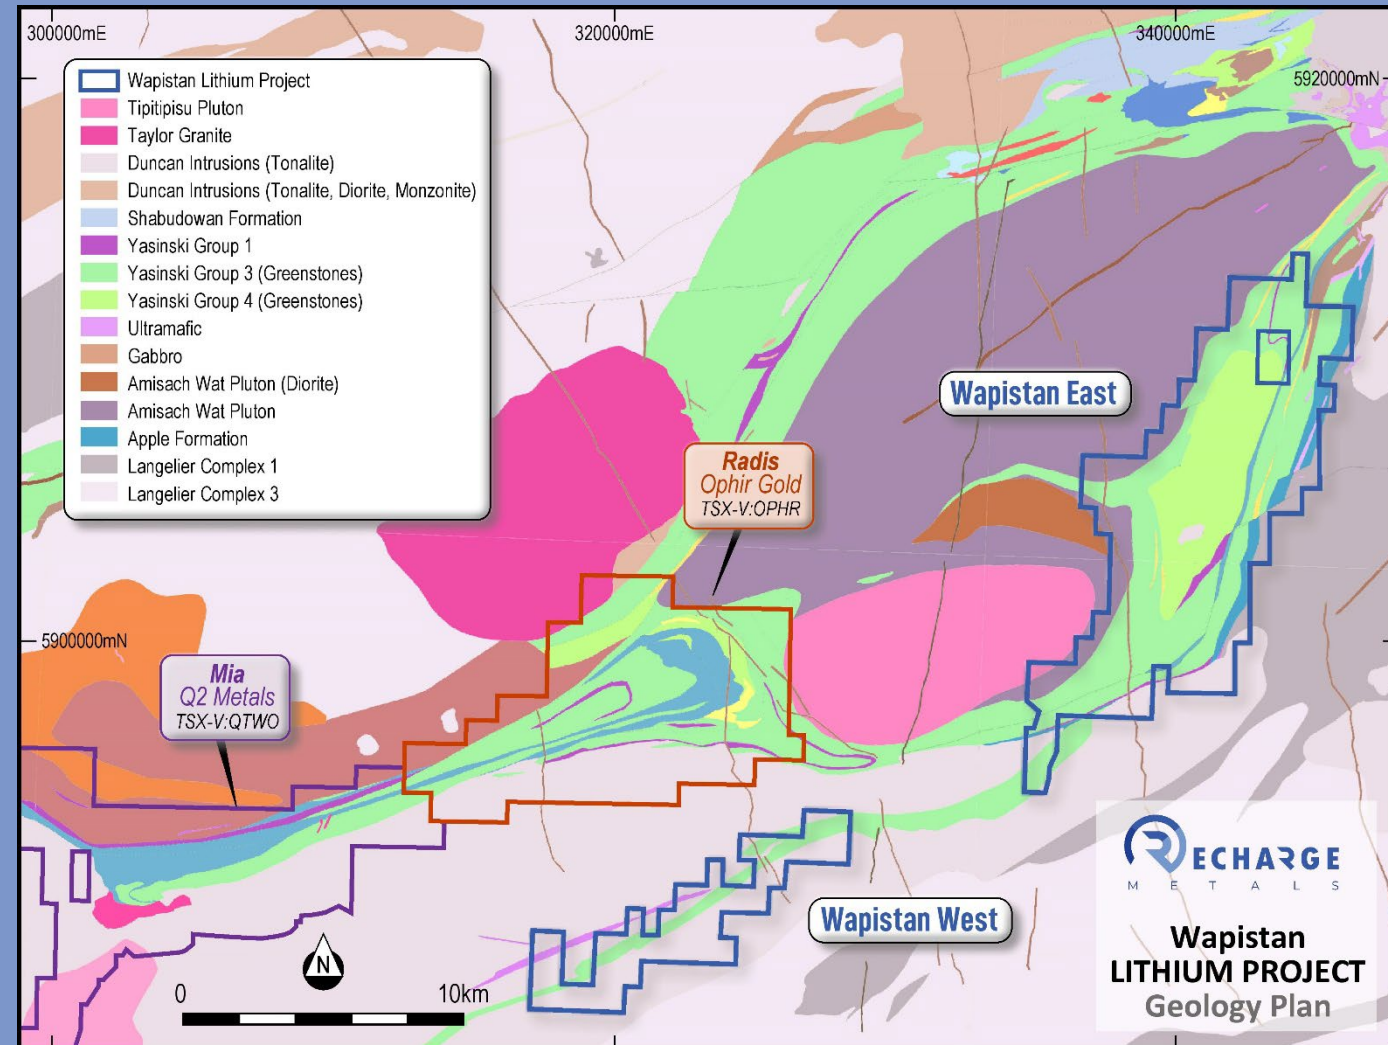 300000mE
320000mE
340000mE
5920000mN
Wapistan Lithium Project
Tipitipisu Pluton
Taylor Granite
Duncan Intrusions (Tonalite)
Duncan Intrusions (Tonalite, Diorite, Monzonite)
Shabudowan Formation
Yasinski Group 1
Yasinski Group 3 (Greenstones)
Yasinski Group 4 (Greenstones)
Ultramafic
Gabbro
Amisach Wat Pluton (Diorite)
Amisach Wat Pluton
Apple Formation
Langelier Complex 1
Langelier Complex 3
Wapistan East
Radis
Ophir Gold
TSX-V:OPHR
5900000mN
Mia
Q2 Metals
TSX-V:QTWO
Wapistan West
N
0
10km
RECHARGE
METALS
Wapistan
LITHIUM PROJECT
Geology Plan